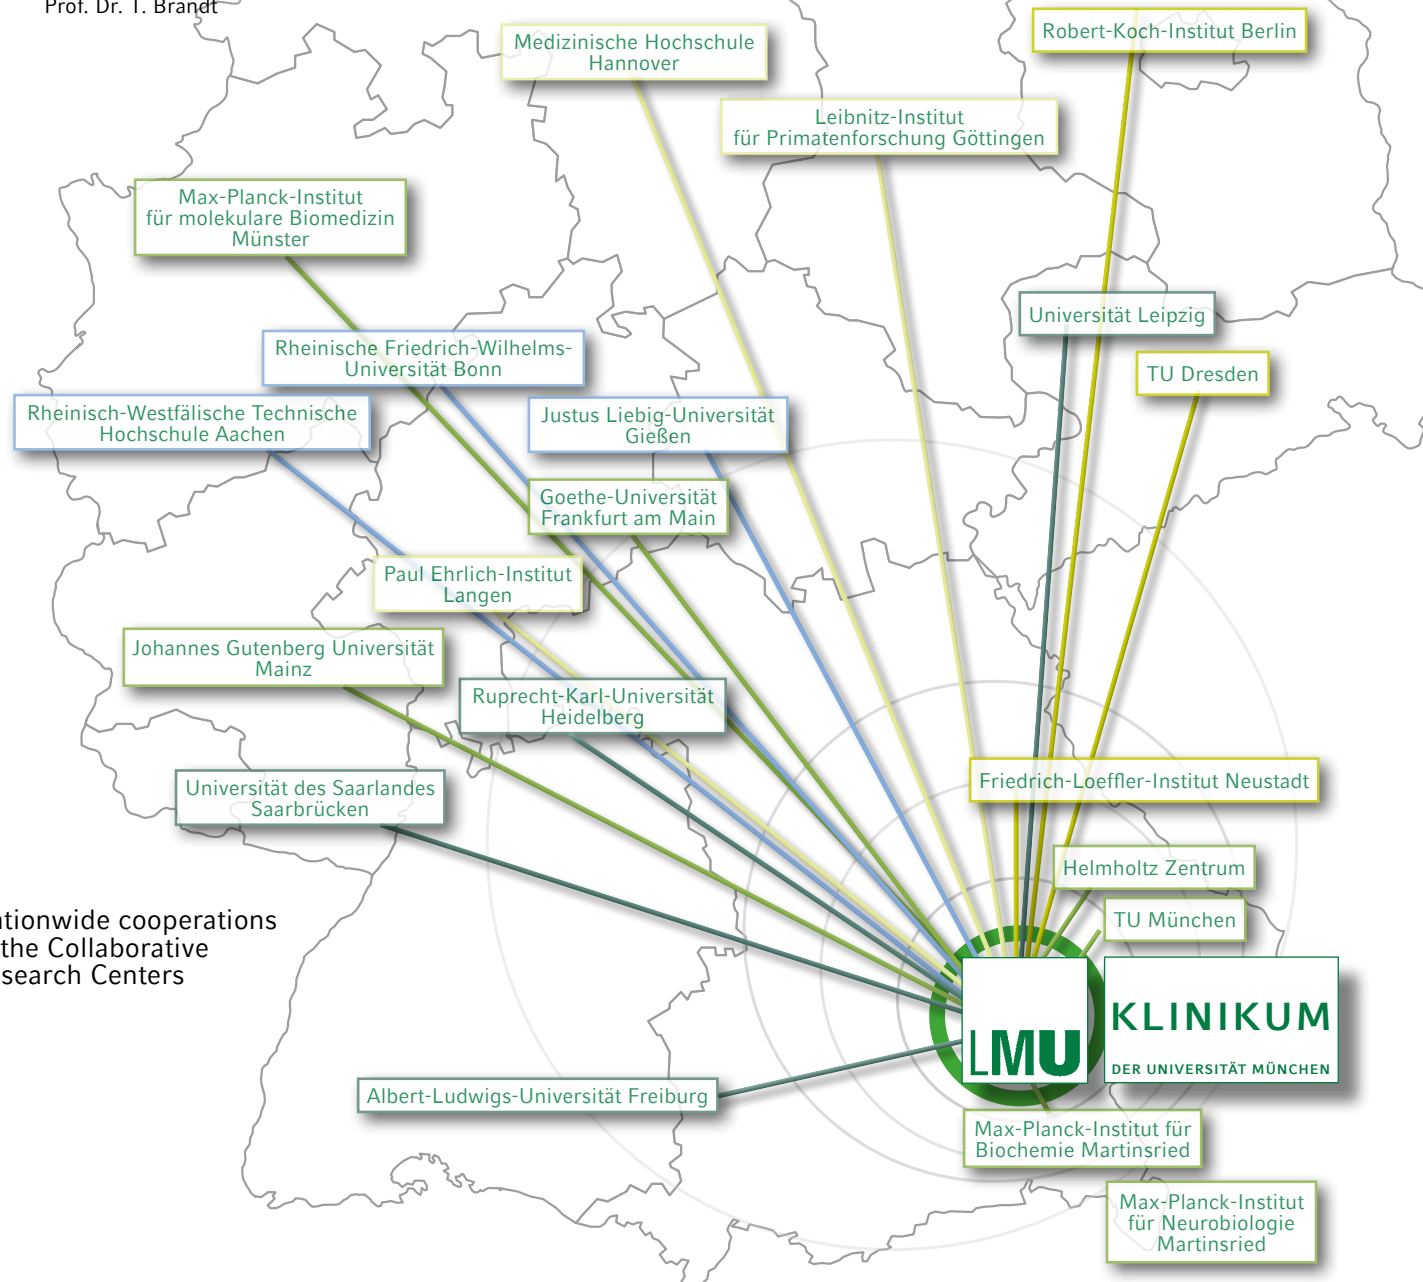 Prof. Dr. T. Brandt
Medizinische Hochschule
Hannover
Robert-Koch-Institut Berlin
Leibnitz-Institut
für Primatenforschung Göttingen
Max-Planck-Institut
für molekulare Biomedizin
Münster
Universität Leipzig
Rheinische Friedrich-Wilhelms-
Universität Bonn
TU Dresden
Rheinisch-Westfälische Technische
Hochschule Aachen
Justus Liebig-Universität
Gießen
Goethe-Universität
Frankfurt am Main
Paul Ehrlich-Institut
Langen
Johannes Gutenberg Universität
Mainz
Ruprecht-Karl-Universität
Heidelberg
Universität des Saarlandes
Saarbrücken
Friedrich-Loeffler-Institut Neustadt
Helmholtz Zentrum
TU München
ationwide cooperations
the Collaborative
search Centers
LMU
KLINIKUM
DER UNIVERSITÄT MÜNCHEN
Albert-Ludwigs-Universität Freiburg
Max-Planck-Institut für
Biochemie Martinsried
Max-Planck-Institut
für Neurobiologie
Martinsried